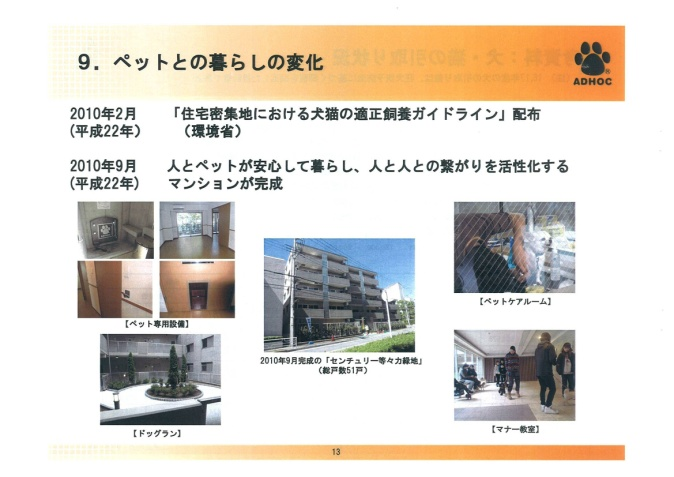 9．ペットとの暮らしの変化
ADHOC
2010年2月　「住宅密集地における犬猫の適正飼養ガイドライン」配布
(平成22年)　（環境省）
2010年9月　人とペットが安心して暮らし、人と人との繋がりを活性化する
(平成22年)　マンションが完成
【ペット専用設備】
【ドッグラン】
2010年9月完成の「センチュリー等々力緑地」
（総戸数51戸）
【ペットケアルーム】
【マナー教室】
13